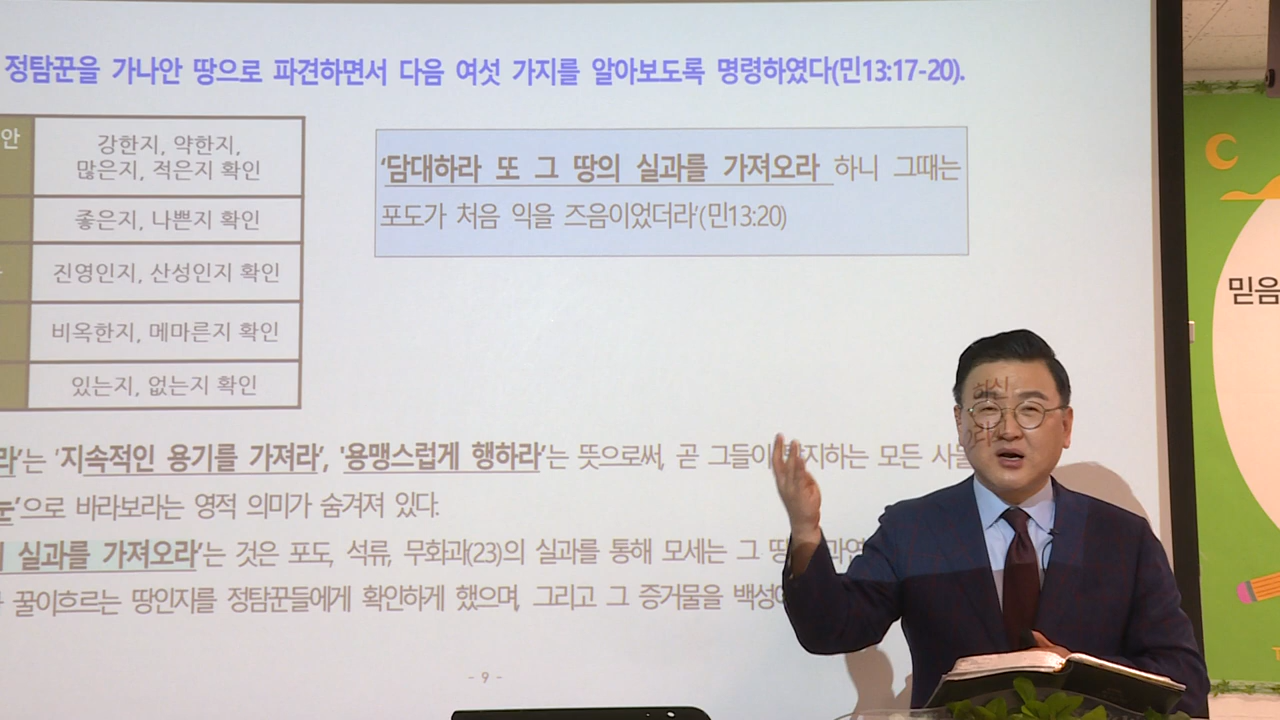 정탐꾼을 가나안 땅으로 파견하면서 다음 여섯 가지를 알아보도록 명령하였다(민13:17-20).
안
강한지, 약한지,
많은지, 적은지 확인
좋은지, 나쁜지 확인
진영인지, 산성인지 확인
비옥한지, 메마른지 확인
있는지, 없는지 확인
'담대하라 또 그 땅의 실과를 가져오라 하니 그때는
포도가 처음 익을 즈음이었더라'(민13:20)
라'는 '지속적인 용기를 가져라', '용맹스럽게 행하라'는 뜻으로써, 곧 그들이 탐지하는 모든 사물
눈'으로 바라보라는 영적 의미가 숨겨져 있다.
실과를 가져오라'는 것은 포도, 석류, 무화과(23)의 실과를 통해 모세는 그 땅
꿀이흐르는 땅인지를 정탐꾼들에게 확인하게 했으며, 그리고 그 증거물을 백성에
- 9 -
믿음